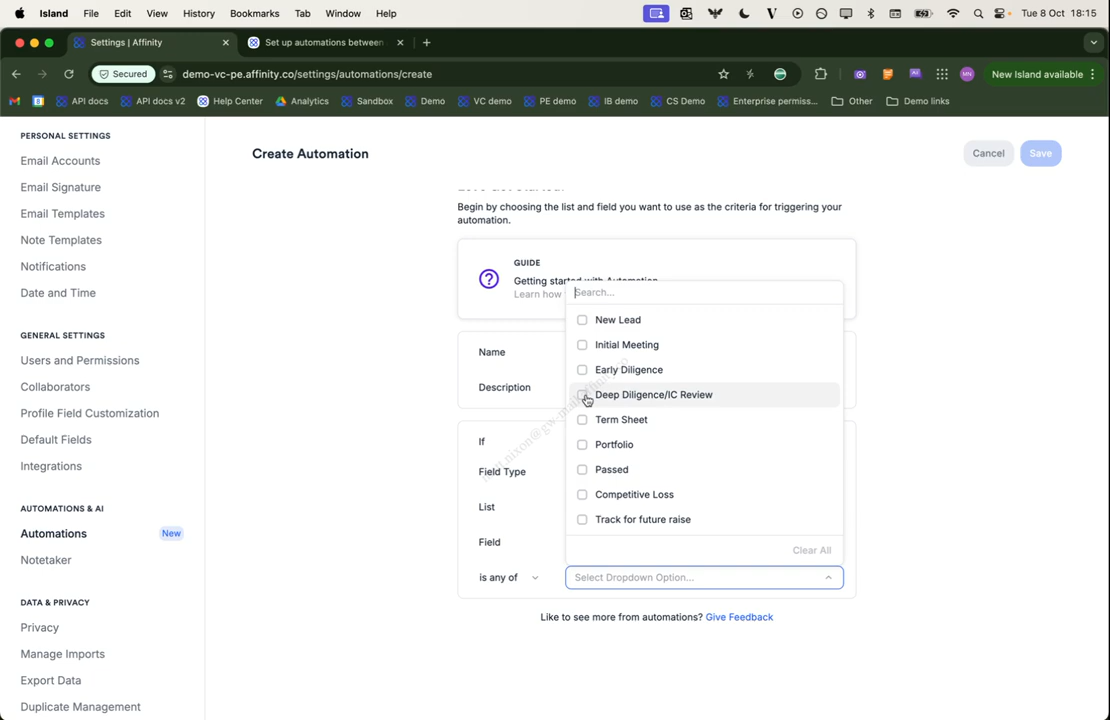 Island File Edit View History Bookmarks Tab Window Help Tue 8 Oct 18:15
Settings | Affinity
Set up automations between
Secured demo-vc-pe.affinity.co/settings/automations/create New Island available
API docs API docs v2 Help Center Analytics Sandbox Demo VC demo PE demo IB demo CS Demo Enterprise permiss... Other Demo links
PERSONAL SETTINGS
Email Accounts
Email Signature
Email Templates
Note Templates
Notifications
Date and Time
GENERAL SETTINGS
Users and Permissions
Collaborators
Profile Field Customization
Default Fields
Integrations
AUTOMATIONS & AI
Automations New
Notetaker
DATA & PRIVACY
Privacy
Manage Imports
Export Data
Duplicate Management
Create Automation
Cancel Save
Let's Get Started!
Begin by choosing the list and field you want to use as the criteria for triggering your
automation.
GUIDE
Getting started with Automation
Learn how
Name
Description
If
Field Type
List
Field
is any of
Search...
New Lead
Initial Meeting
Early Diligence
Deep Diligence/IC Review
Term Sheet
Portfolio
Passed
Competitive Loss
Track for future raise
Clear All
Select Dropdown Option...
Like to see more from automations? Give Feedback